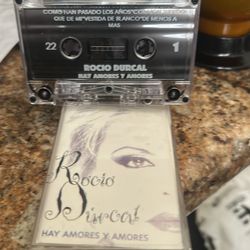 COMO HAN PASADO LOS AÑOS
QUE DE MI*VESTIDA DE BLANCO*DE MENOS A
MAS
22
1
ROCIO DURCAL
HAY AMORES Y AMORES
Rocio
Dúrcal
HAY AMORES Y AMORES